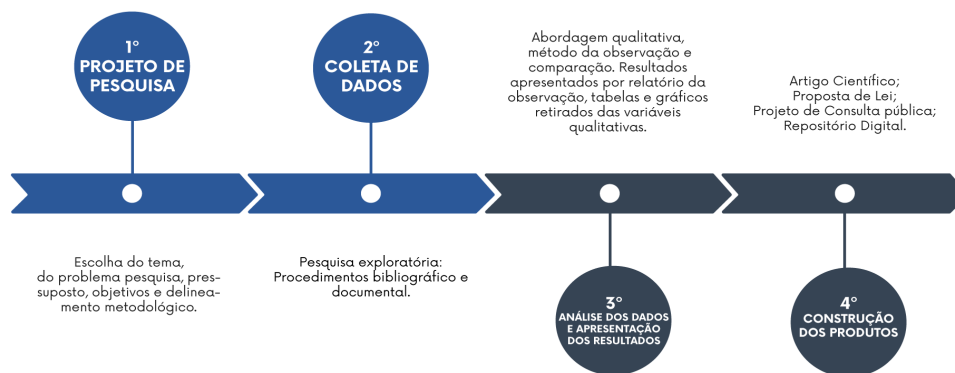 1°
PROJETO DE
PESQUISA
Escolha do tema,
do problema pesquisa, pres-
suposto, objetivos e delinea-
mento metodológico.
2°
COLETA DE
DADOS
Pesquisa exploratória:
Procedimentos bibliográfico e
documental.
Abordagem qualitativa,
método da observação e
comparação. Resultados
apresentados por relatório da
observação, tabelas e gráficos
retirados das variáveis
qualitativas.
3°
ANÁLISE DOS DADOS
E APRESENTAÇÃO
DOS RESULTADOS
Artigo Científico;
Proposta de Lei;
Projeto de Consulta pública;
Repositório Digital.
4°
CONSTRUÇÃO
DOS PRODUTOS